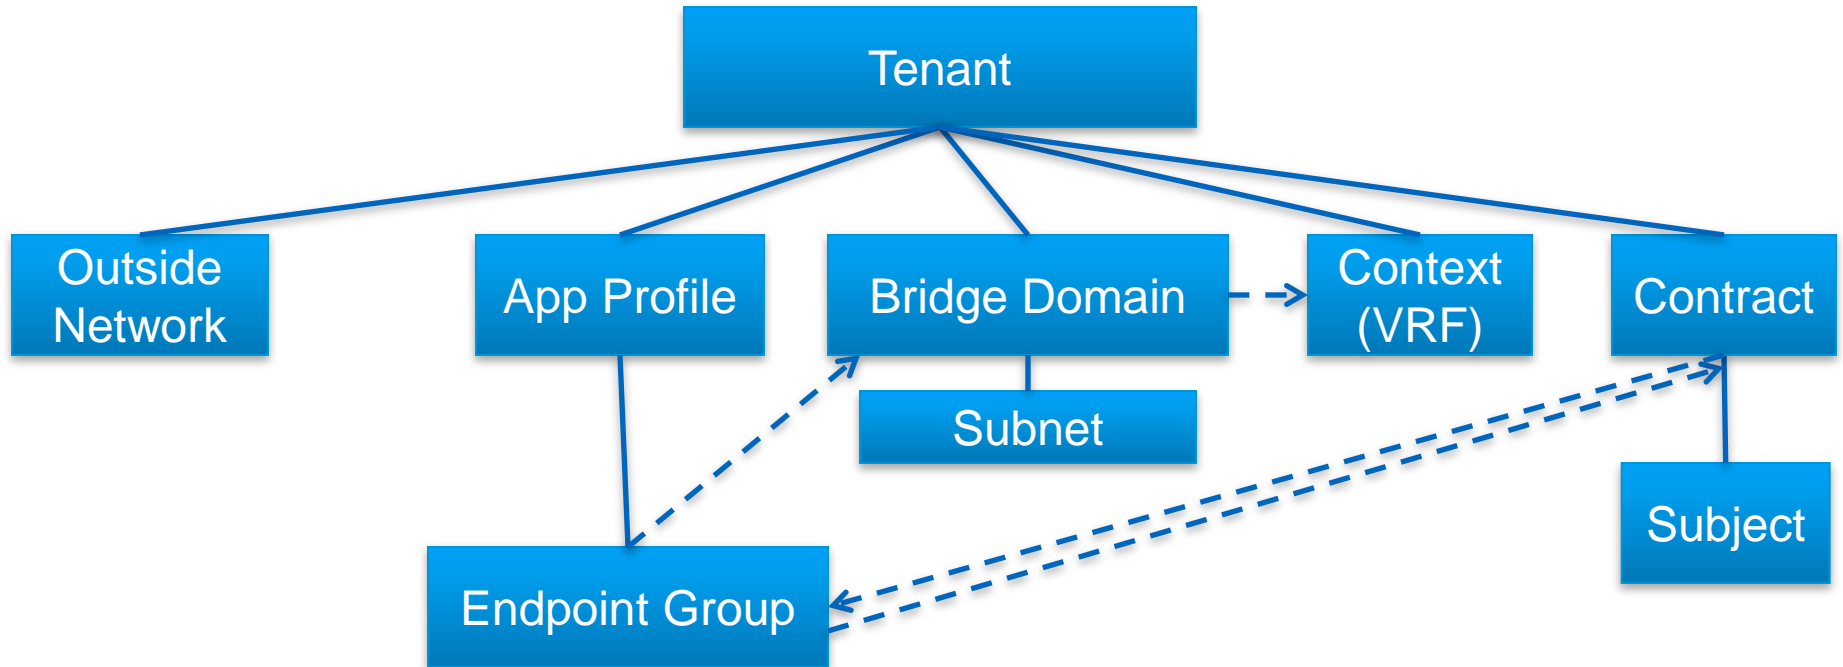 Tenant
Outside
Network
App Profile
Bridge Domain
Context
(VRF)
Contract
Subnet
Subject
Endpoint Group